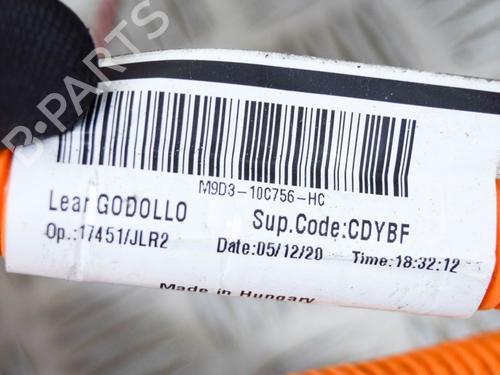 B-PARTS
M9D3-10C756-HC
Lear GODOLLO Sup.Code:CDYBF
Op.:17451/JLR2 Date:05/12/20 Time:18:32:12
Made in Hungary